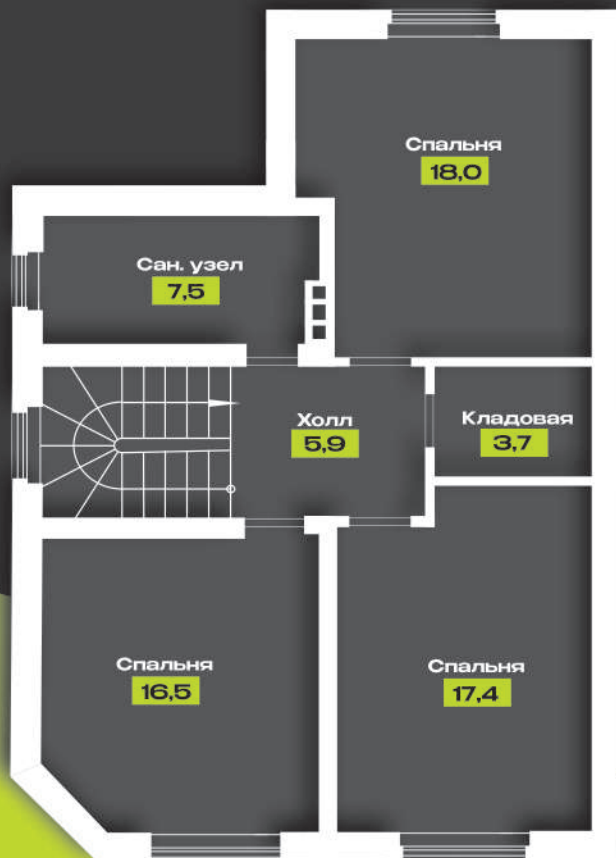 Спальня
18,0
Сан. узел
7,5
Холл
5,9
Кладовая
3,7
Спальня
16,5
Спальня
17,4